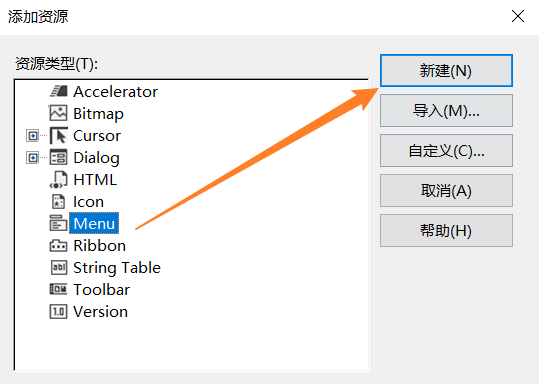 添加资源
资源类型(T):
Accelerator
Bitmap
Cursor
Dialog
HTML
Icon
Menu
Ribbon
String Table
Toolbar
Version
新建(N)
导入(M)...
自定义(C)...
取消(A)
帮助(H)